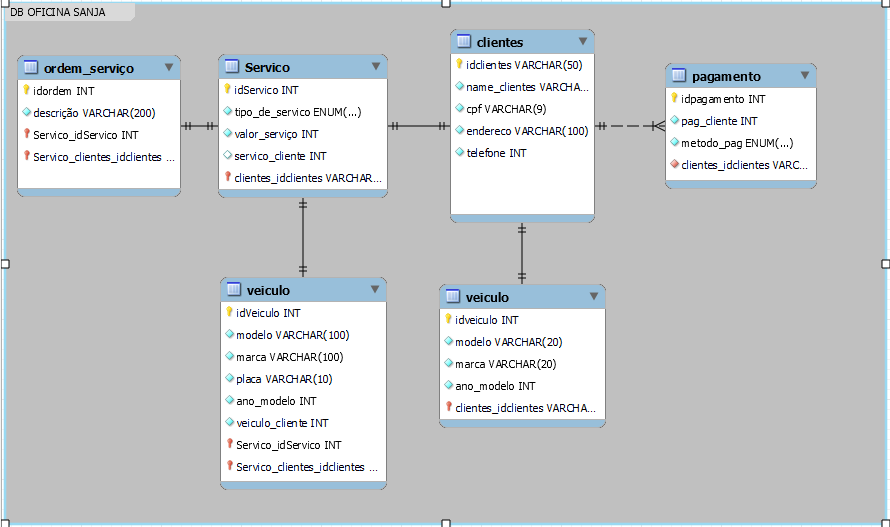 DB OFICINA SANJA
ordem_serviço
idordem INT
descrição VARCHAR(200)
Servico_idServico INT
Servico_clientes_idclientes ...
Servico
idServico INT
tipo_de_servico ENUM(...)
valor_serviço INT
servico_cliente INT
clientes_idclientes VARCHAR...
clientes
idclientes VARCHAR(50)
name_clientes VARCHA...
cpf VARCHAR(9)
endereco VARCHAR(100)
telefone INT
pagamento
idpagamento INT
pag_cliente INT
metodo_pag ENUM(...)
clientes_idclientes VARC...
veiculo
idVeiculo INT
modelo VARCHAR(100)
marca VARCHAR(100)
placa VARCHAR(10)
ano_modelo INT
veiculo_cliente INT
Servico_idServico INT
Servico_clientes_idclientes ...
veiculo
idveiculo INT
modelo VARCHAR(20)
marca VARCHAR(20)
ano_modelo INT
clientes_idclientes VARCHA...